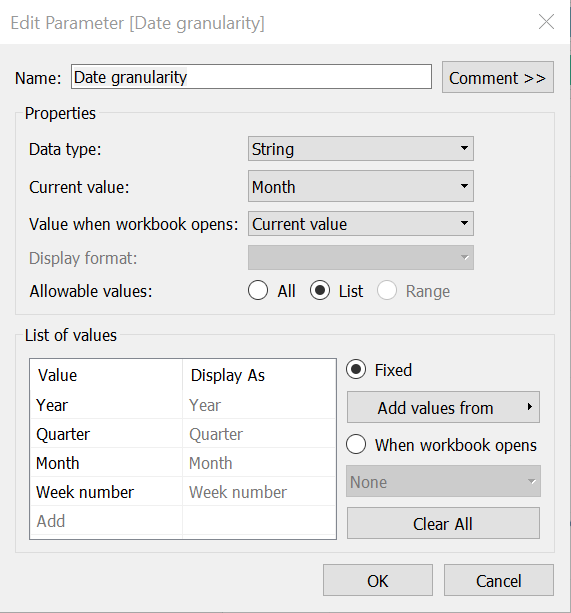 Edit Parameter [Date granularity]
Name: Date granularity Comment >>
Properties
Data type: String
Current value: Month
Value when workbook opens: Current value
Display format:
Allowable values: All List Range
List of values
Value Display As
Year Year
Quarter Quarter
Month Month
Week number Week number
Add
Fixed
Add values from
When workbook opens
None
Clear All
OK Cancel